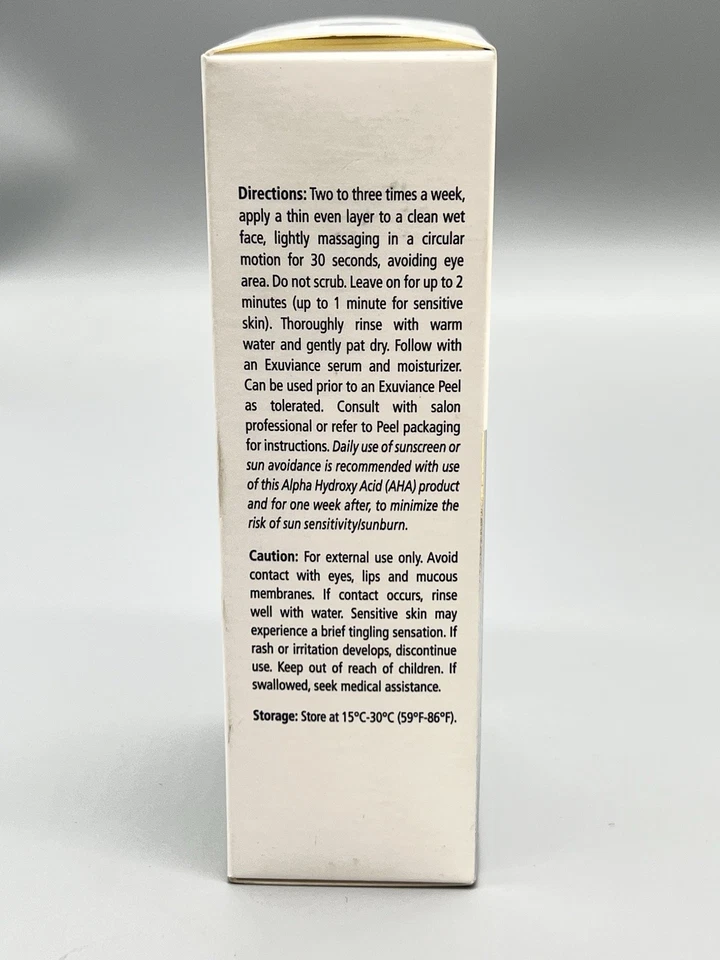 Directions: Two to three times a week,
apply a thin even layer to a clean wet
face, lightly massaging in a circular
motion for 30 seconds, avoiding eye
area. Do not scrub. Leave on for up to 2
minutes (up to 1 minute for sensitive
skin). Thoroughly rinse with warm
water and gently pat dry. Follow with
an Exuviance serum and moisturizer.
Can be used prior to an Exuviance Peel
as tolerated. Consult with salon
professional or refer to Peel packaging
for instructions. Daily use of sunscreen or
sun avoidance is recommended with use
of this Alpha Hydroxy Acid (AHA) product
and for one week after, to minimize the
risk of sun sensitivity/sunburn.
Caution: For external use only. Avoid
contact with eyes, lips and mucous
membranes. If contact occurs, rinse
well with water. Sensitive skin may
experience a brief tingling sensation. If
rash or irritation develops, discontinue
use. Keep out of reach of children. If
swallowed, seek medical assistance.
Storage: Store at 15ºC-30ºC (59ºF-86ºF).